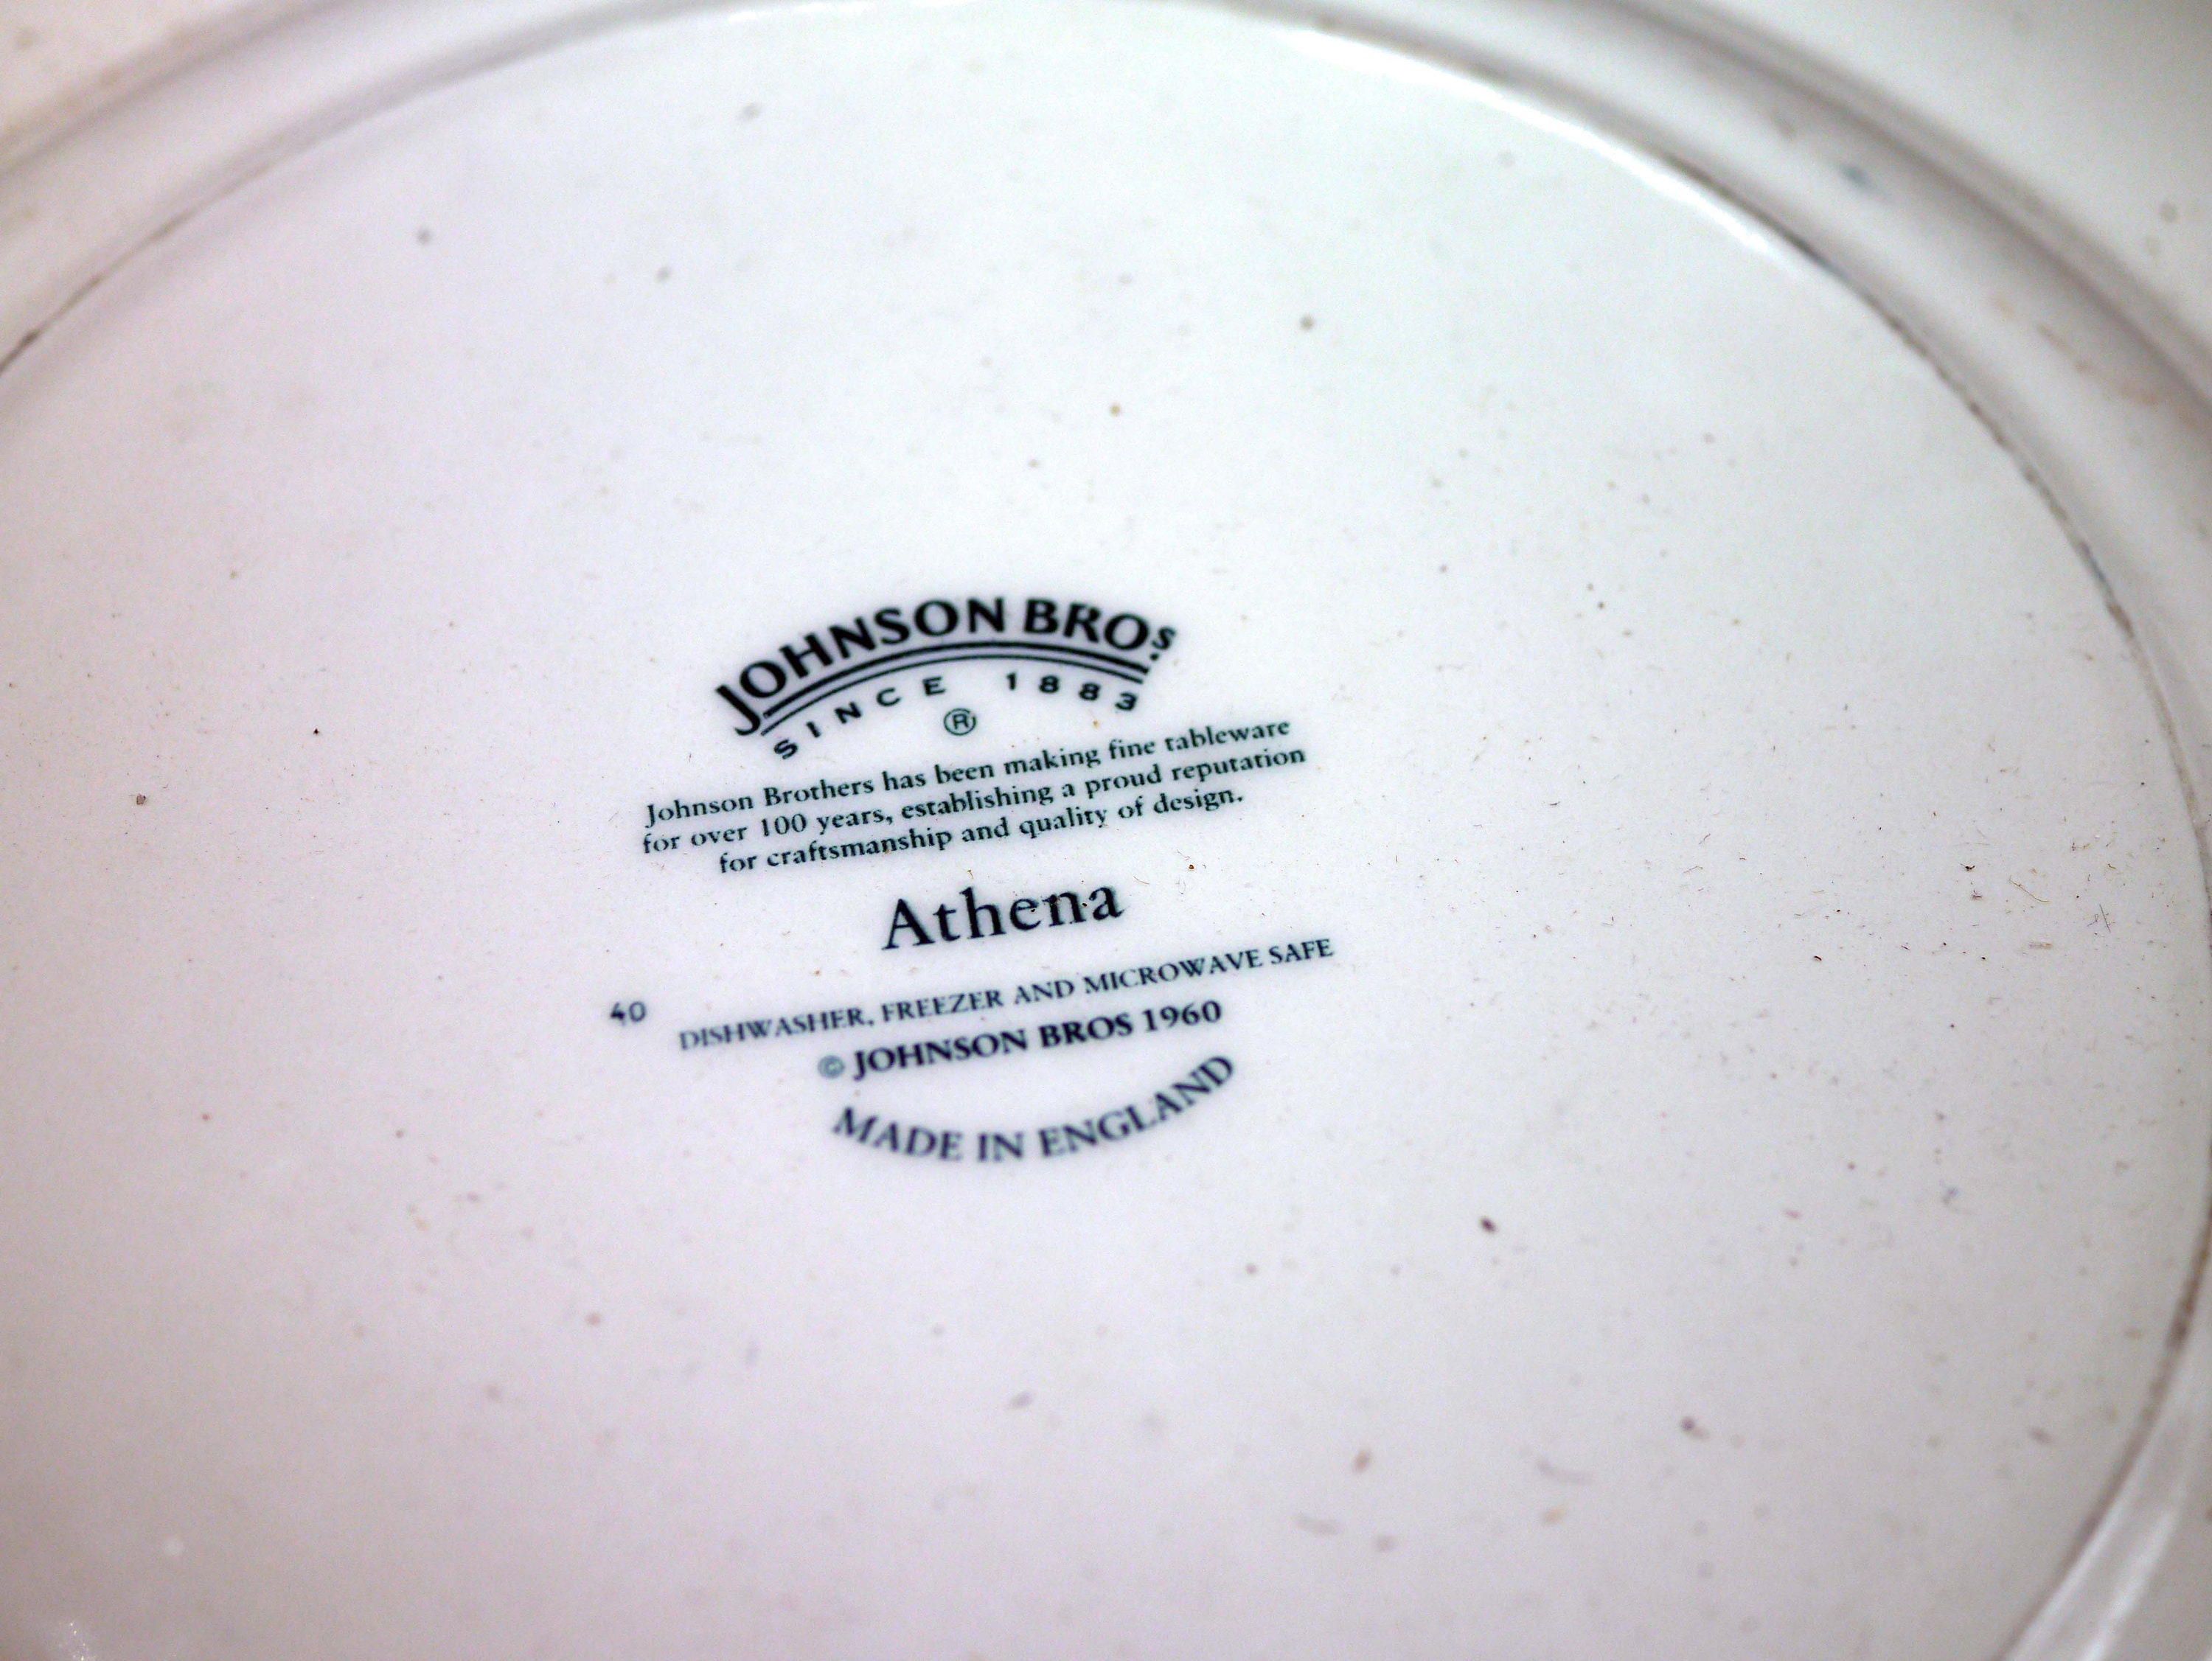 JOHNSON BROS.
SINCE 1883
®
Johnson Brothers has been making fine tableware
for over 100 years, establishing a proud reputation
for craftsmanship and quality of design.
Athena
40 DISHWASHER, FREEZER AND MICROWAVE SAFE
© JOHNSON BROS 1960
MADE IN ENGLAND